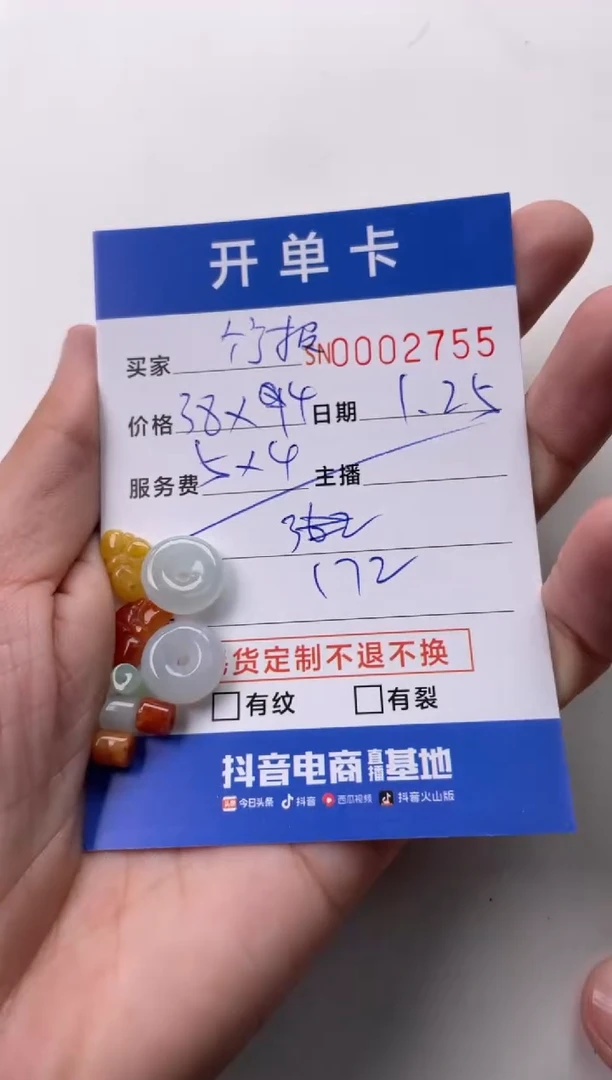 开单卡
买家 竹报 SN0002755
价格 38×4 日期 1.25
服务费 5×4 主播
172
货定制不退不换
有纹 有裂
抖音电商直播基地
头条 今日头条 抖音 西瓜视频 抖音火山版